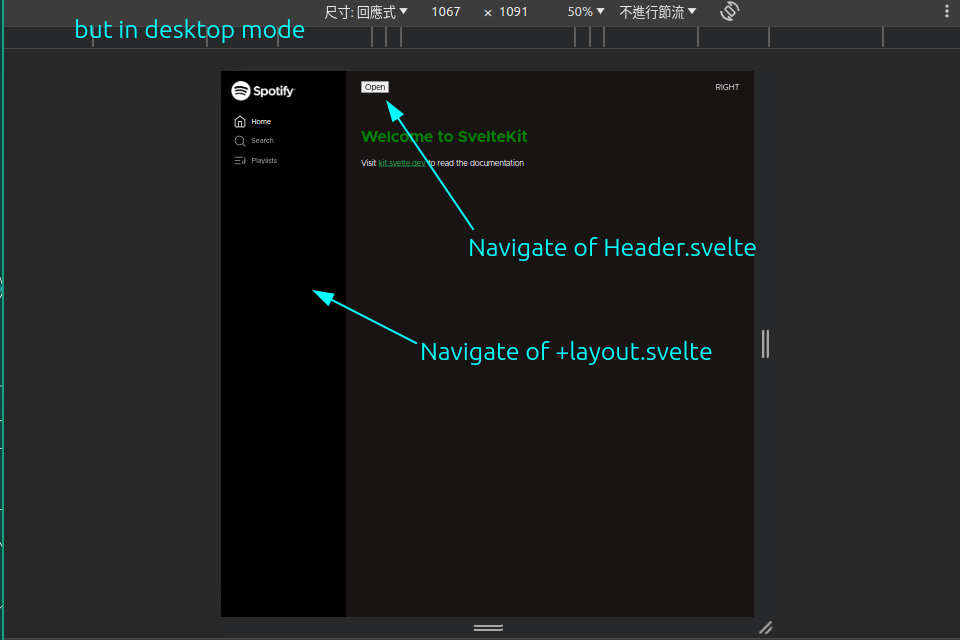 尺寸: 回應式 1067 × 1091 50% 不進行節流
but in desktop mode
Spotify
Open
RIGHT
Home
Search
Playlists
Welcome to SvelteKit
Visit kit.svelte.dev to read the documentation
Navigate of Header.svelte
Navigate of +layout.svelte